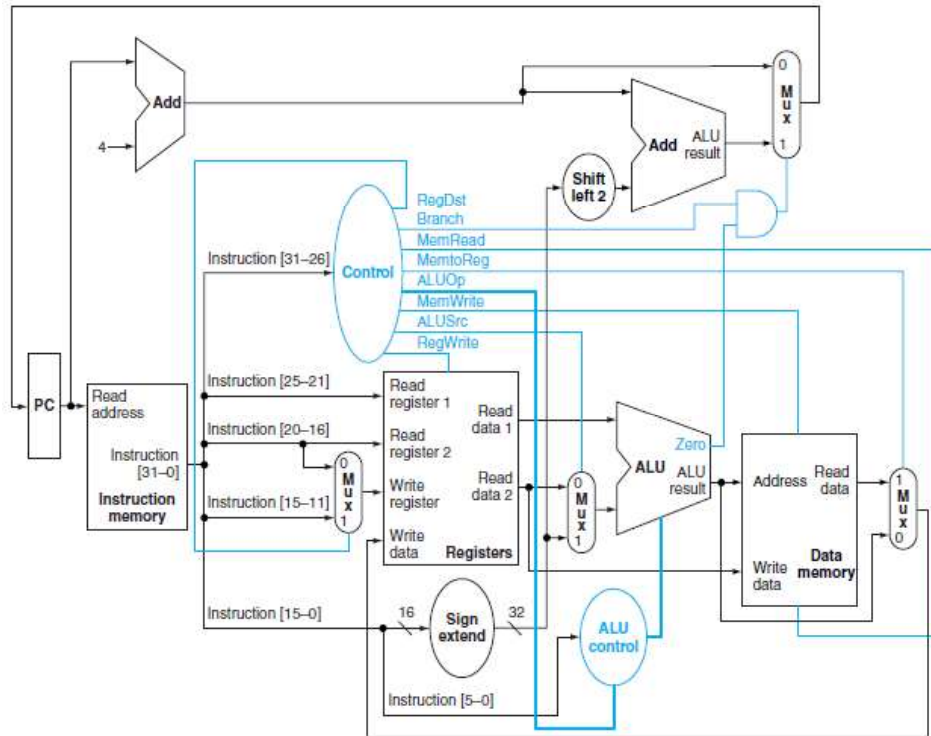 0
M
u
x
1
Add
ALU
result
Add
4
Shift
left 2
RegDst
Branch
MemRead
MemtoReg
ALUOp
MemWrite
ALUSrc
RegWrite
Instruction [31–26]
Control
PC
Read
address
Instruction
[31–0]
Instruction
memory
Instruction [25–21]
Instruction [20–16]
Instruction [15–11]
0
M
u
x
1
Read
register 1
Read
register 2
Write
register
Write
data
Read
data 1
Read
data 2
Registers
0
M
u
x
1
Zero
ALU
ALU
result
Address
Read
data
Write
data
Data
memory
1
M
u
x
0
Instruction [15–0]
16
Sign
extend
32
ALU
control
Instruction [5–0]